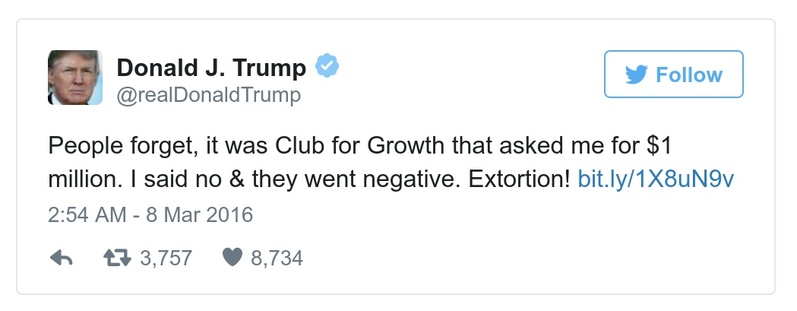 Donald J. Trump
@realDonaldTrump
Follow
People forget, it was Club for Growth that asked me for $1
million. I said no & they went negative. Extortion! bit.ly/1X8uN9v
2:54 AM - 8 Mar 2016
3,757 8,734